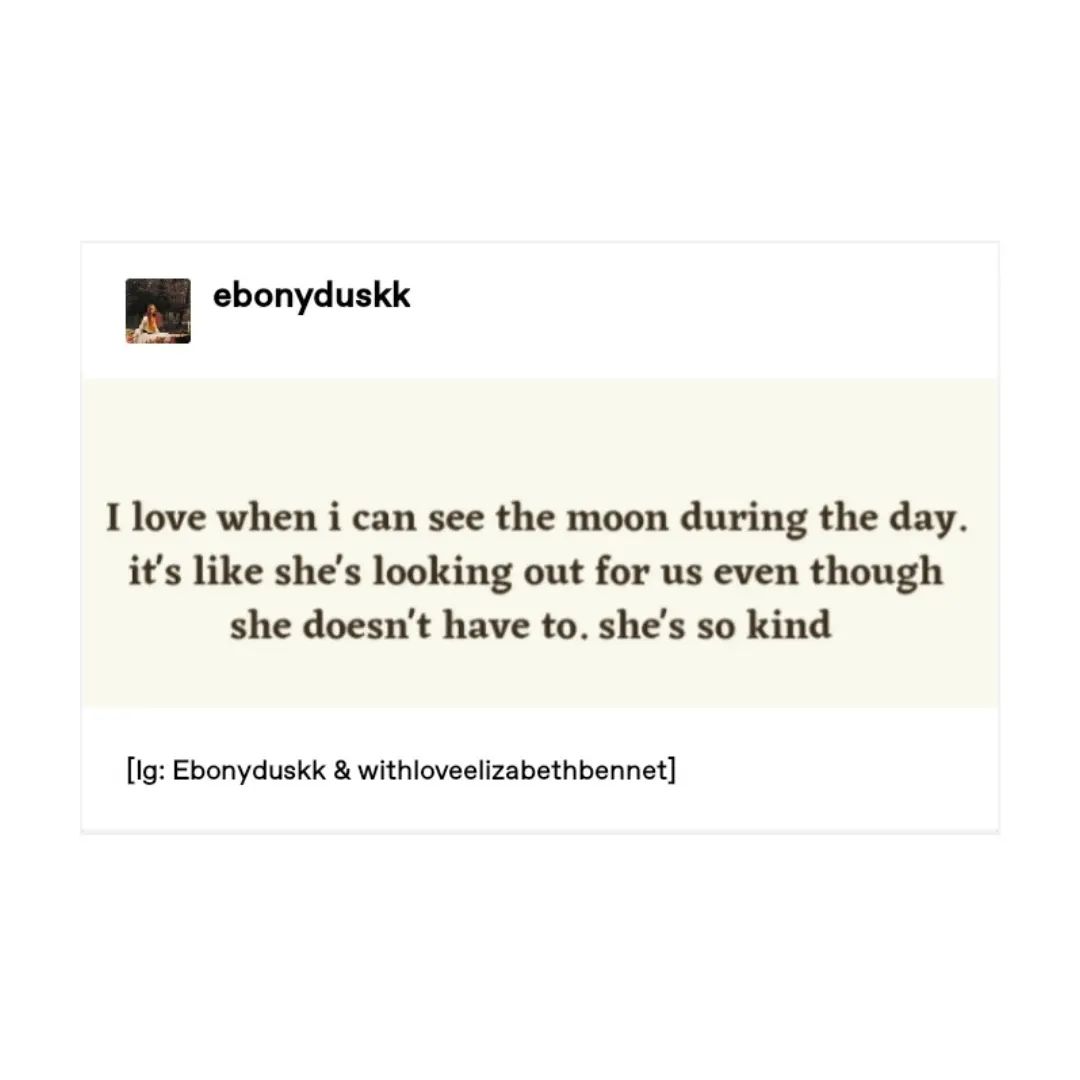 ebonyduskk
I love when i can see the moon during the day.
it's like she's looking out for us even though
she doesn't have to. she's so kind
[Ig: Ebonyduskk & withloveelizabethbennet]